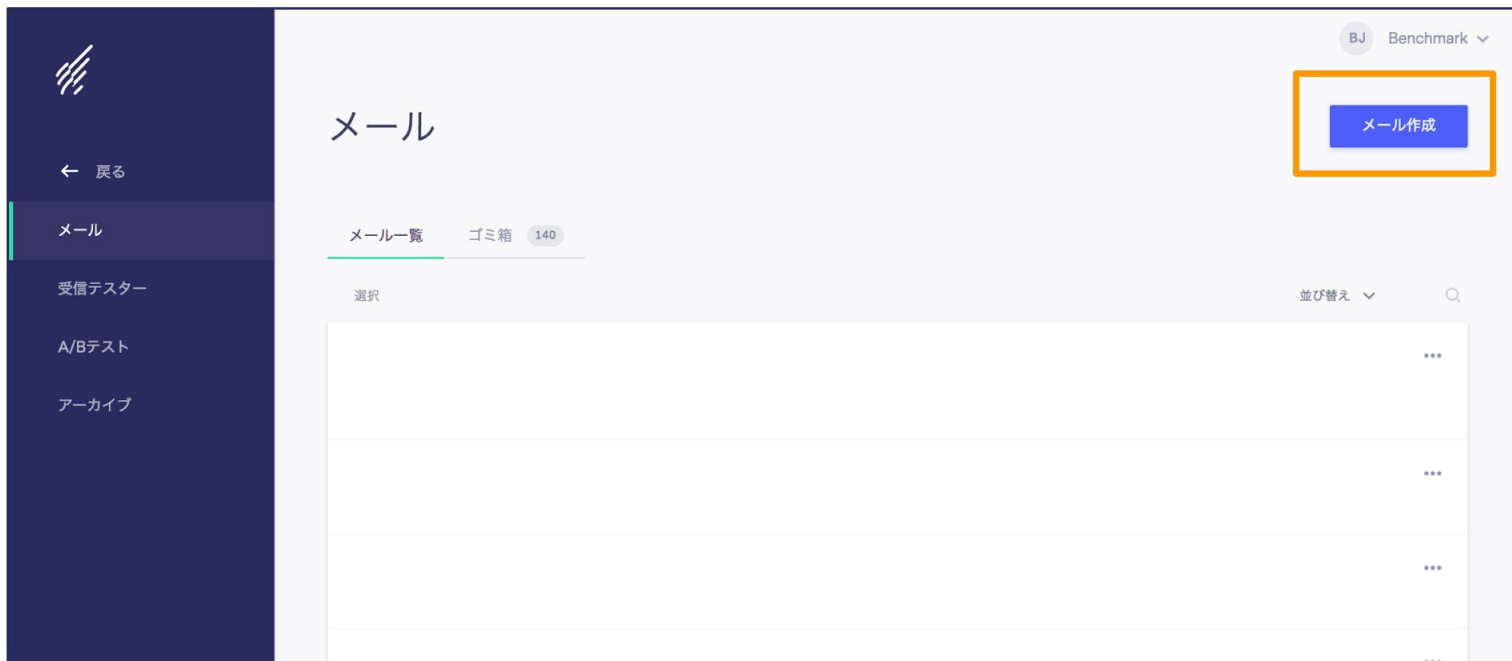 BJ Benchmark
メール
メール作成
← 戻る
メール
受信テスター
A/Bテスト
アーカイブ
メール一覧 ゴミ箱 140
選択 並び替え